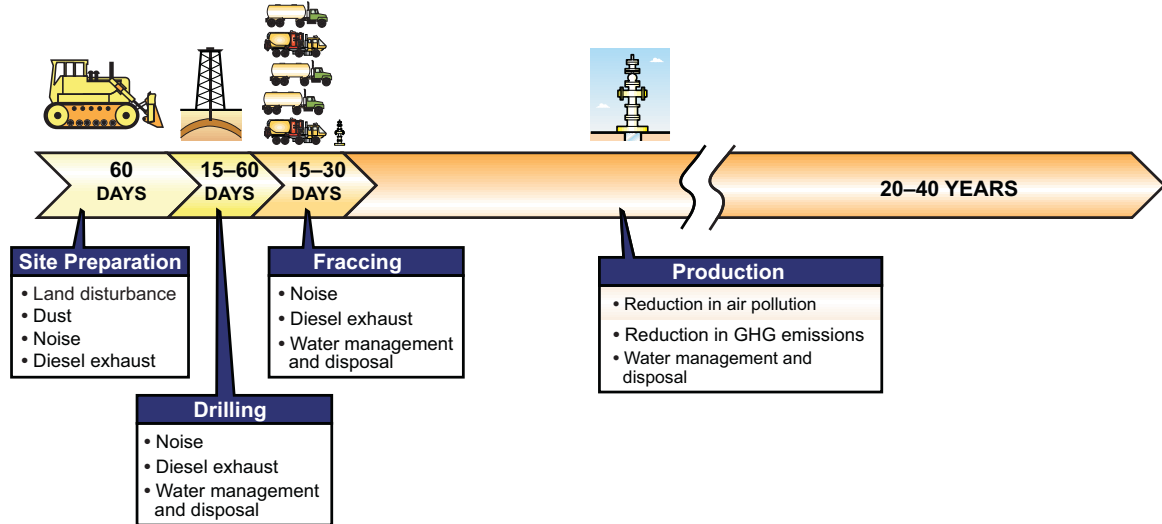 60
DAYS
15–60
DAYS
15–30
DAYS
20–40 YEARS
Site Preparation
• Land disturbance
• Dust
• Noise
• Diesel exhaust
Drilling
• Noise
• Diesel exhaust
• Water management
and disposal
Fraccing
• Noise
• Diesel exhaust
• Water management
and disposal
Production
• Reduction in air pollution
• Reduction in GHG emissions
• Water management and
disposal